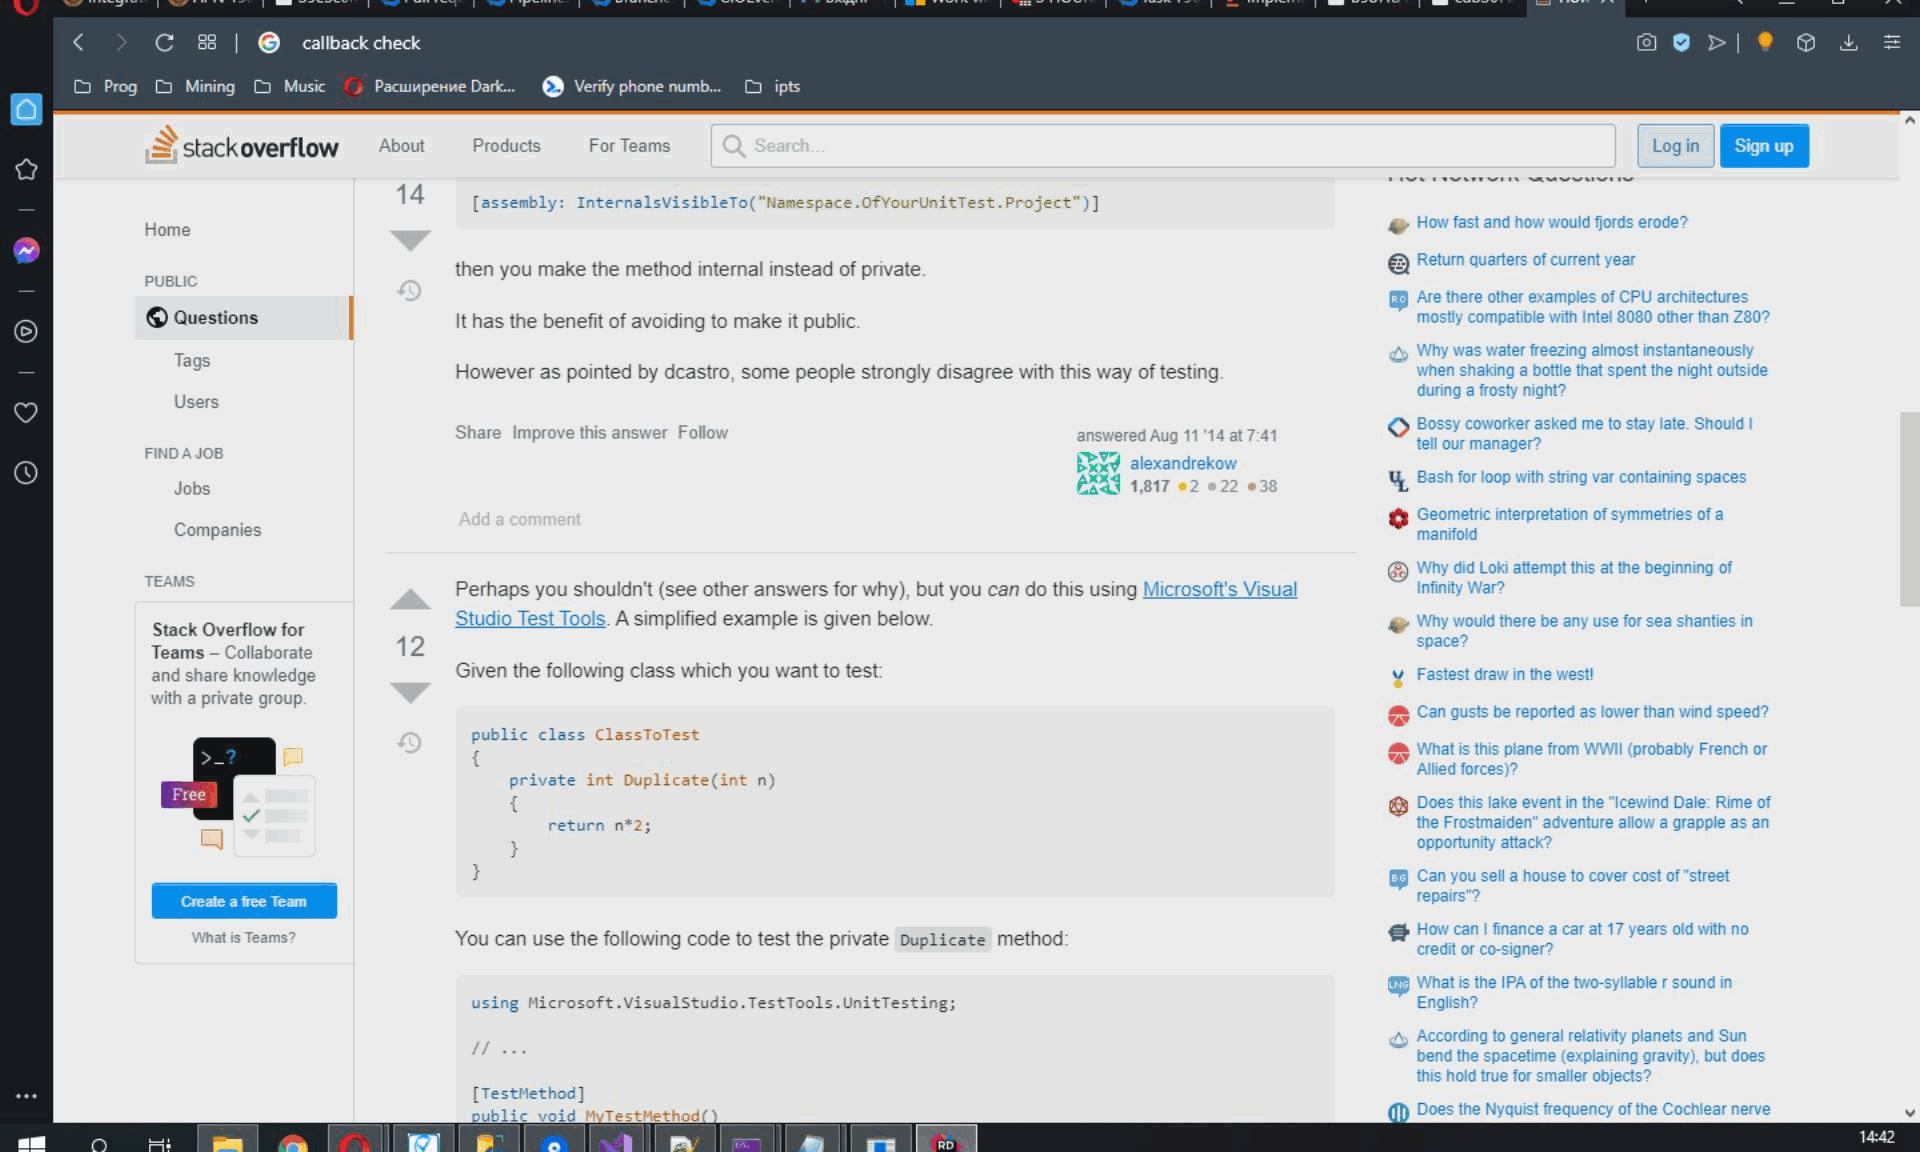 callback check
Prog
Mining
Music
Расширение Dark...
Verify phone numb...
ipts
stackoverflow
About
Products
For Teams
Search...
Log in
Sign up
Home
PUBLIC
Questions
Tags
Users
FIND A JOB
Jobs
Companies
TEAMS
Stack Overflow for
Teams – Collaborate
and share knowledge
with a private group.
>_?
Free
Create a free Team
What is Teams?
14
[assembly: InternalsVisibleTo("Namespace.OfYourUnitTest.Project")]
then you make the method internal instead of private.
It has the benefit of avoiding to make it public.
However as pointed by dcastro, some people strongly disagree with this way of testing.
Share Improve this answer Follow
answered Aug 11 '14 at 7:41
alexandrekow
1,817 2 22 38
Add a comment
12
Perhaps you shouldn't (see other answers for why), but you can do this using Microsoft's Visual
Studio Test Tools. A simplified example is given below.
Given the following class which you want to test:
public class ClassToTest
{
private int Duplicate(int n)
{
return n*2;
}
}
You can use the following code to test the private Duplicate method:
using Microsoft.VisualStudio.TestTools.UnitTesting;
// ...
[TestMethod]
public void MyTestMethod()
Hot Network Questions
How fast and how would fjords erode?
Return quarters of current year
Are there other examples of CPU architectures
mostly compatible with Intel 8080 other than Z80?
Why was water freezing almost instantaneously
when shaking a bottle that spent the night outside
during a frosty night?
Bossy coworker asked me to stay late. Should I
tell our manager?
Bash for loop with string var containing spaces
Geometric interpretation of symmetries of a
manifold
Why did Loki attempt this at the beginning of
Infinity War?
Why would there be any use for sea shanties in
space?
Fastest draw in the west!
Can gusts be reported as lower than wind speed?
What is this plane from WWII (probably French or
Allied forces)?
Does this lake event in the "Icewind Dale: Rime of
the Frostmaiden" adventure allow a grapple as an
opportunity attack?
Can you sell a house to cover cost of "street
repairs"?
How can I finance a car at 17 years old with no
credit or co-signer?
What is the IPA of the two-syllable r sound in
English?
According to general relativity planets and Sun
bend the spacetime (explaining gravity), but does
this hold true for smaller objects?
Does the Nyquist frequency of the Cochlear nerve
RD
14:42